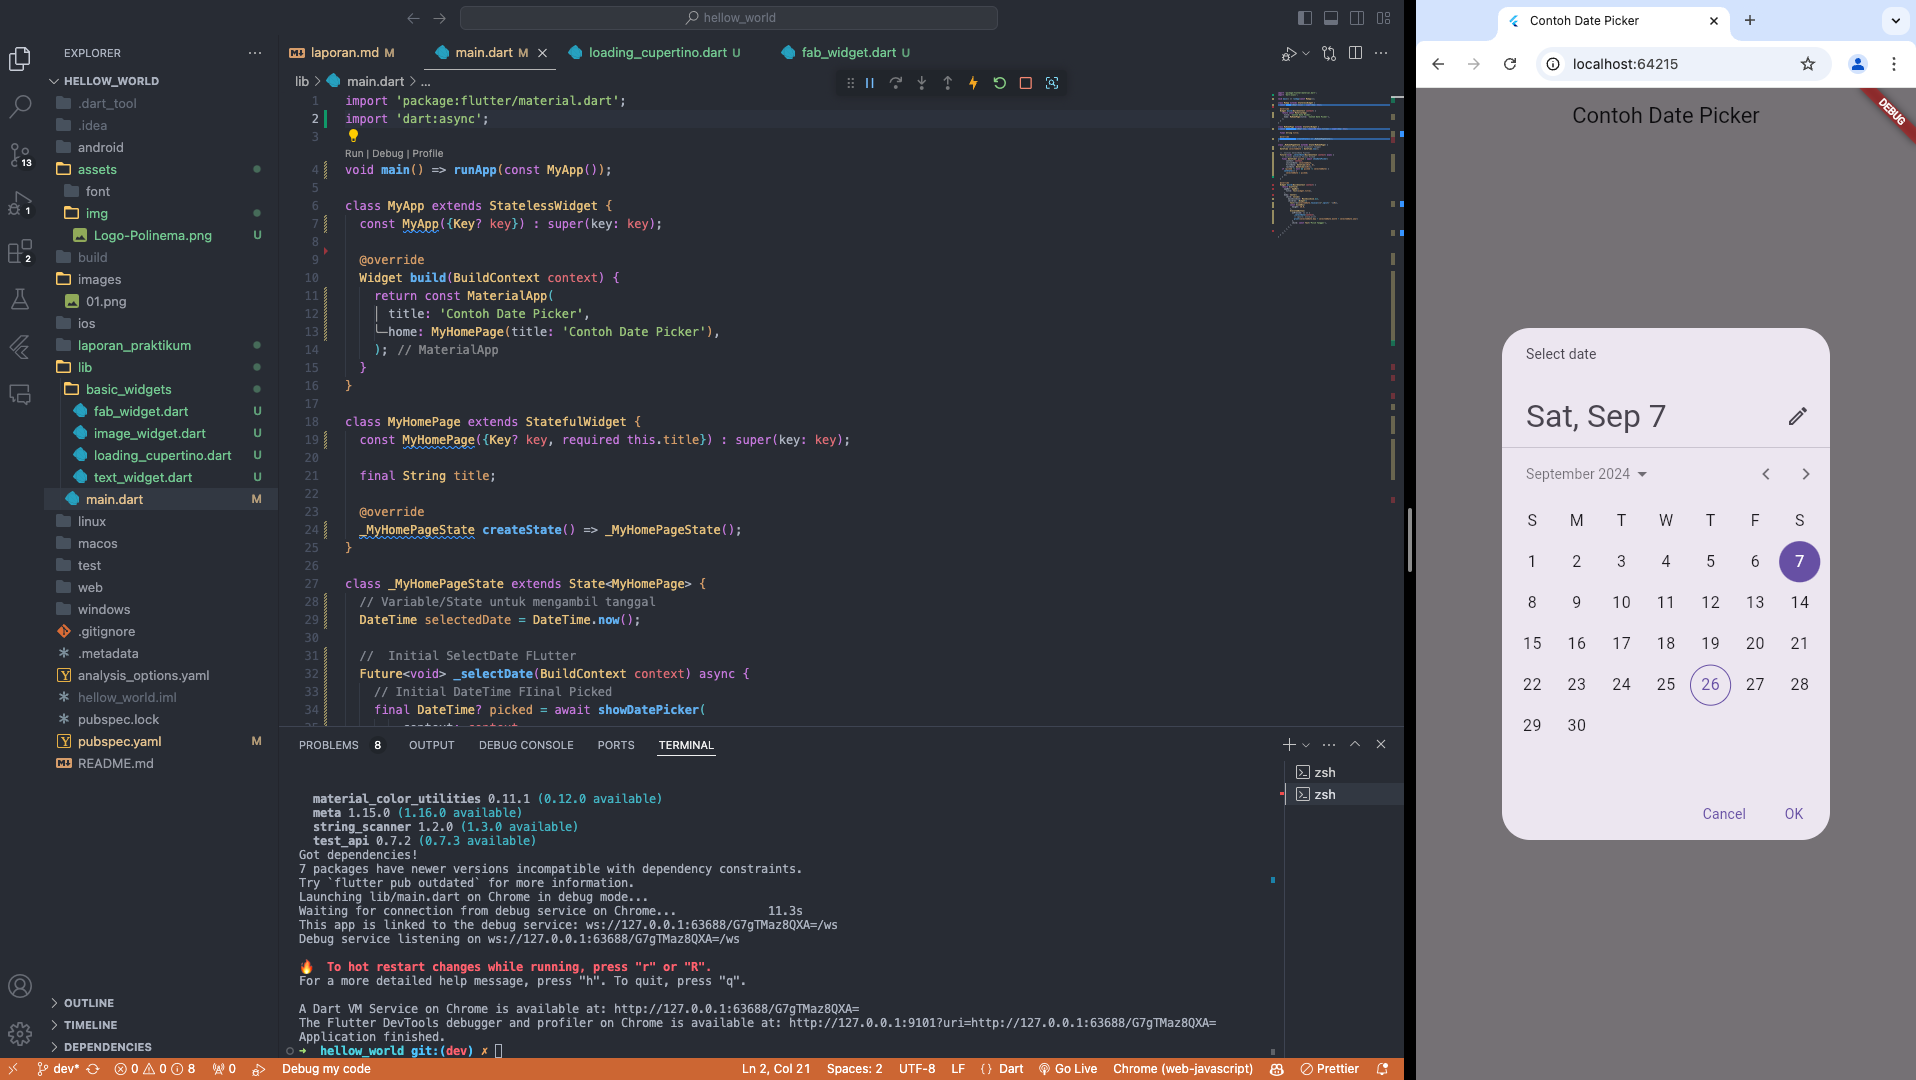 hellow_world
EXPLORER
HELLOW_WORLD
.dart_tool
.idea
android
assets
font
img
Logo-Polinema.png U
build
images
01.png
ios
laporan_praktikum
lib
basic_widgets
fab_widget.dart U
image_widget.dart U
loading_cupertino.dart U
text_widget.dart U
main.dart M
linux
macos
test
web
windows
.gitignore
.metadata
analysis_options.yaml
hellow_world.iml
pubspec.lock
pubspec.yaml M
README.md
OUTLINE
TIMELINE
DEPENDENCIES
13
1
2
laporan.md M
main.dart M
loading_cupertino.dart U
fab_widget.dart U
lib > main.dart > ...
1 import 'package:flutter/material.dart';
2 import 'dart:async';
3
Run | Debug | Profile
4 void main() => runApp(const MyApp());
5
6 class MyApp extends StatelessWidget {
7 const MyApp({Key? key}) : super(key: key);
8
9 @override
10 Widget build(BuildContext context) {
11 return const MaterialApp(
12 title: 'Contoh Date Picker',
13 home: MyHomePage(title: 'Contoh Date Picker'),
14 ); // MaterialApp
15 }
16 }
17
18 class MyHomePage extends StatefulWidget {
19 const MyHomePage({Key? key, required this.title}) : super(key: key);
20
21 final String title;
22
23 @override
24 _MyHomePageState createState() => _MyHomePageState();
25 }
26
27 class _MyHomePageState extends State<MyHomePage> {
28 // Variable/State untuk mengambil tanggal
29 DateTime selectedDate = DateTime.now();
30
31 //  Initial SelectDate FLutter
32 Future<void> _selectDate(BuildContext context) async {
33 // Initial DateTime FIinal Picked
34 final DateTime? picked = await showDatePicker(
PROBLEMS 8 OUTPUT DEBUG CONSOLE PORTS TERMINAL
zsh
zsh
material_color_utilities 0.11.1 (0.12.0 available)
meta 1.15.0 (1.16.0 available)
string_scanner 1.2.0 (1.3.0 available)
test_api 0.7.2 (0.7.3 available)
Got dependencies!
7 packages have newer versions incompatible with dependency constraints.
Try `flutter pub outdated` for more information.
Launching lib/main.dart on Chrome in debug mode...
Waiting for connection from debug service on Chrome... 11.3s
This app is linked to the debug service: ws://127.0.0.1:63688/G7gTMaz8QXA=/ws
Debug service listening on ws://127.0.0.1:63688/G7gTMaz8QXA=/ws
🔥 To hot restart changes while running, press "r" or "R".
For a more detailed help message, press "h". To quit, press "q".
A Dart VM Service on Chrome is available at: http://127.0.0.1:63688/G7gTMaz8QXA=
The Flutter DevTools debugger and profiler on Chrome is available at: http://127.0.0.1:9101?uri=http://127.0.0.1:63688/G7gTMaz8QXA=
Application finished.
➜ hellow_world git:(dev) ✗
dev* 0 0 8 0 Debug my code Ln 2, Col 21 Spaces: 2 UTF-8 LF { } Dart Go Live Chrome (web-javascript) Prettier
Contoh Date Picker
localhost:64215
Contoh Date Picker
DEBUG
Select date
Sat, Sep 7
September 2024
S M T W T F S
1 2 3 4 5 6 7
8 9 10 11 12 13 14
15 16 17 18 19 20 21
22 23 24 25 26 27 28
29 30
Cancel OK